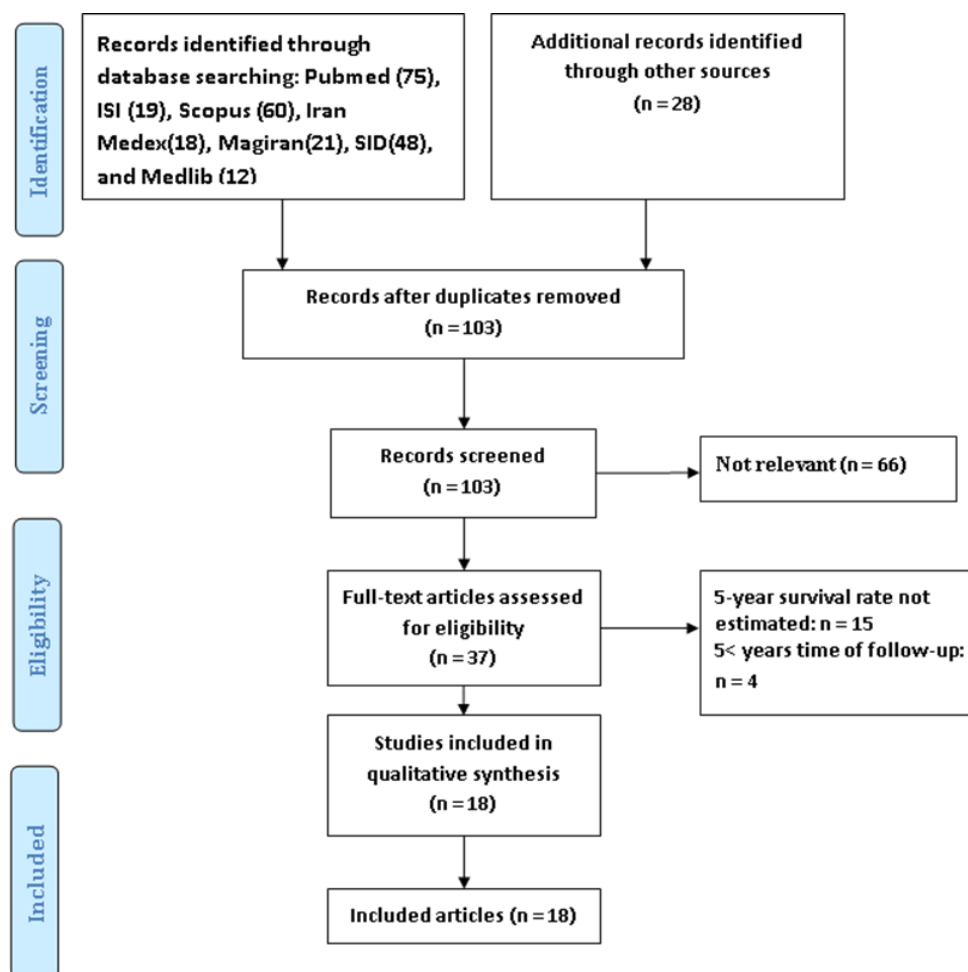 Identification
Records identified through
database searching: Pubmed (75),
ISI (19), Scopus (60), Iran
Medex(18), Magiran(21), SID(48),
and Medlib (12)
Additional records identified
through other sources
(n = 28)
Screening
Records after duplicates removed
(n = 103)
Records screened
(n = 103)
Not relevant (n = 66)
Eligibility
Full-text articles assessed
for eligibility
(n = 37)
5-year survival rate not
estimated: n = 15
5< years time of follow-up:
n = 4
Studies included in
qualitative synthesis
(n = 18)
Included
Included articles (n = 18)